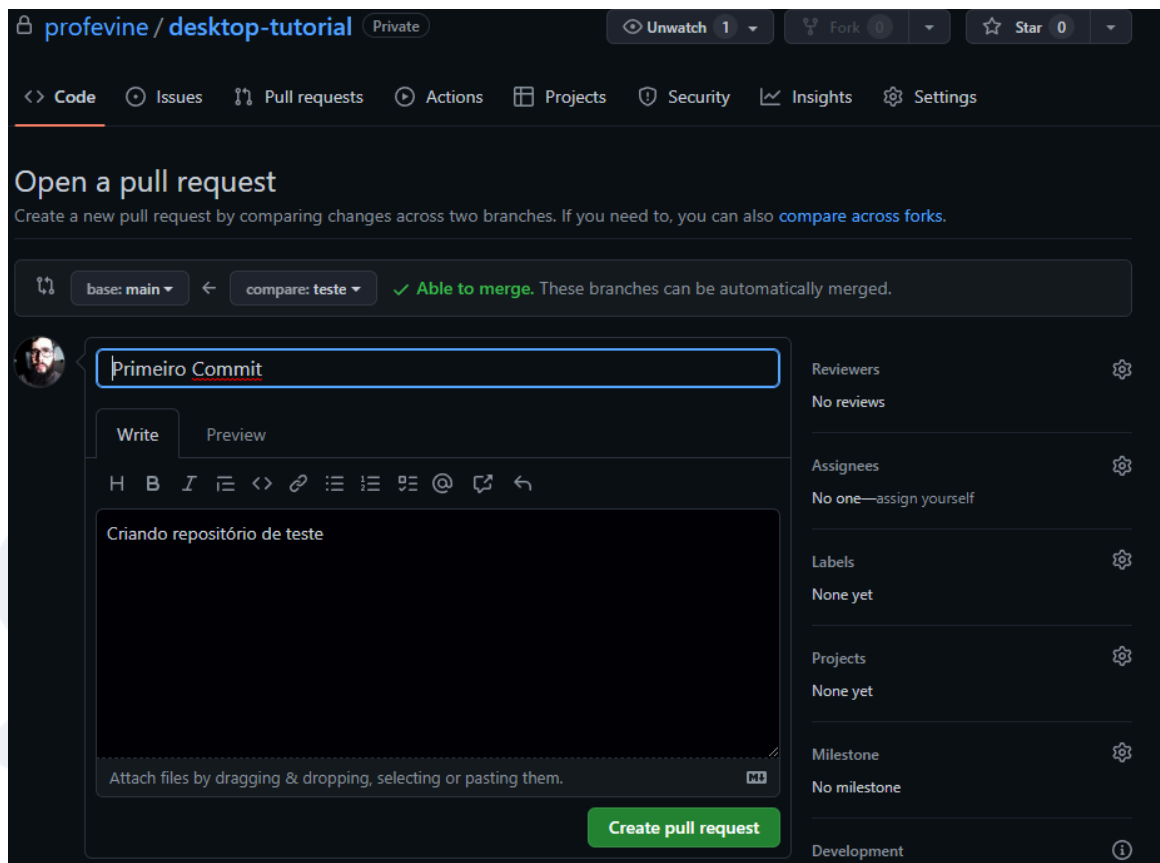 profevine / desktop-tutorial Private Unwatch 1 Fork 0 Star 0
Code Issues Pull requests Actions Projects Security Insights Settings
Open a pull request
Create a new pull request by comparing changes across two branches. If you need to, you can also compare across forks.
base: main compare: teste Able to merge. These branches can be automatically merged.
Primeiro Commit
Write Preview
Criando repositório de teste
Attach files by dragging & dropping, selecting or pasting them.
Create pull request
Reviewers
No reviews
Assignees
No one—assign yourself
Labels
None yet
Projects
None yet
Milestone
No milestone
Development